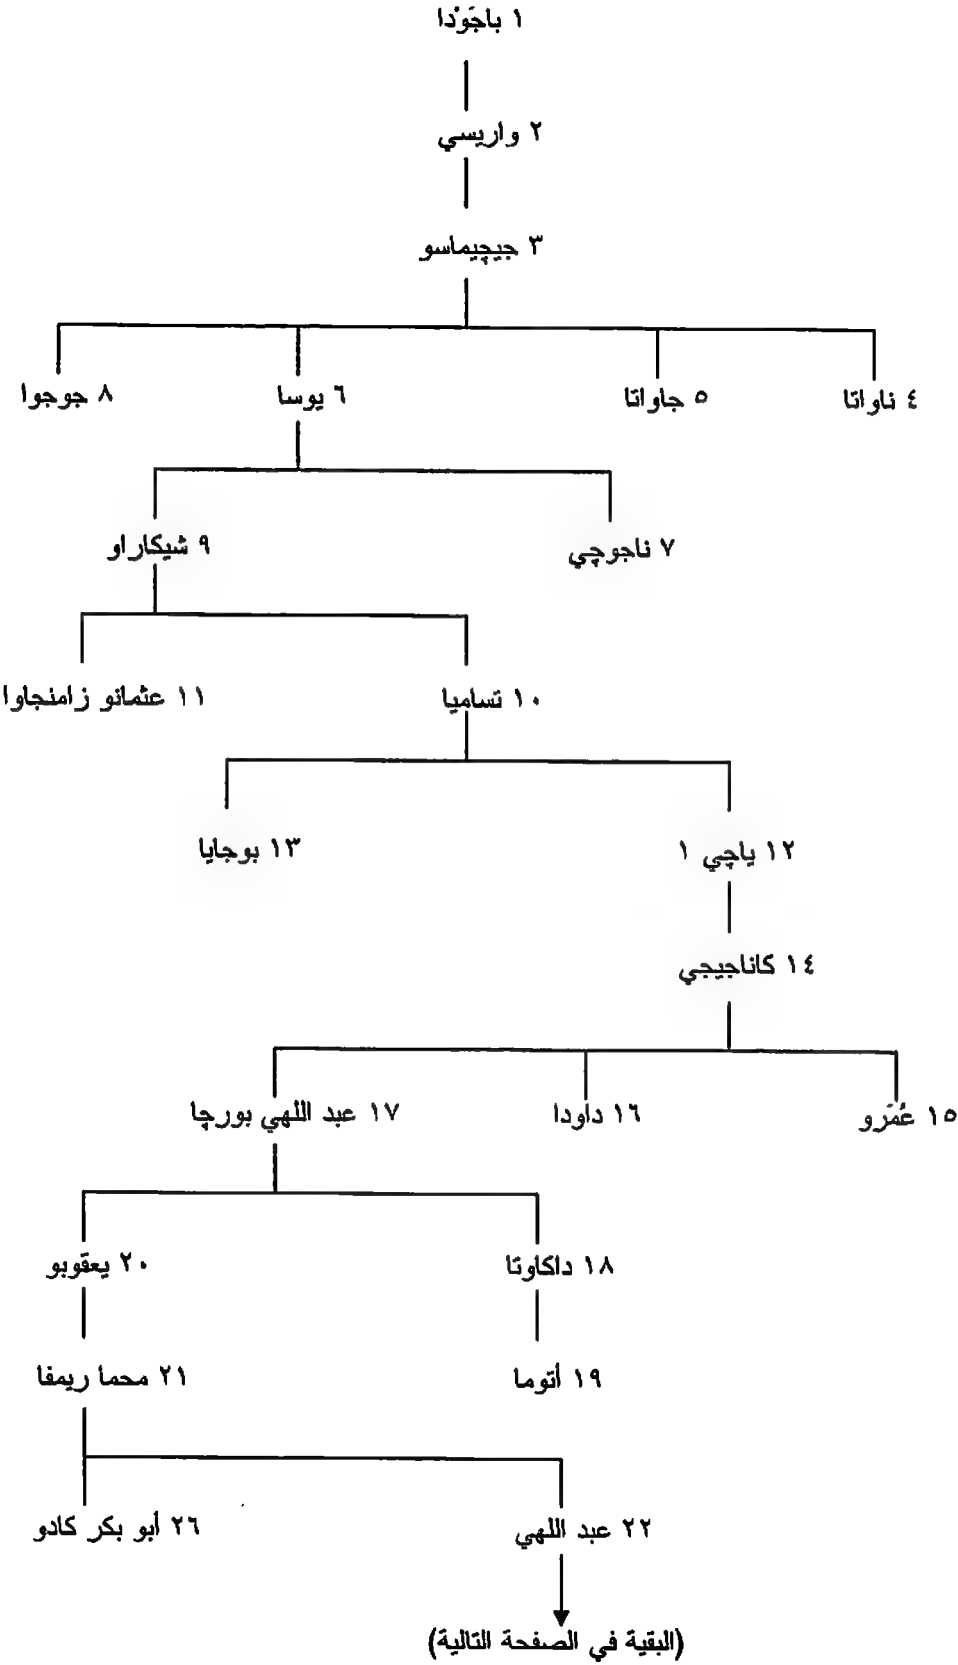 ١ باجَوْدا
٢ واريسي
٣ جيچيماسو
٤ ناواتا
٥ جاواتا
٦ يوسا
٨ جوجوا
٧ ناجوچي
٩ شيكاراو
١٠ تساميا
١١ عثمانو زامنجاوا
١٢ ياچي ١
١٣ بوجايا
١٤ كاناجيجي
١٥ عُمَرو
١٦ داودا
١٧ عبد اللهي بورچا
١٨ داكاوتا
٢٠ يعقوبو
١٩ أتوما
٢١ محما ريمفا
٢٢ عبد اللهي
٢٦ أبو بكر كادو
(البقية في الصفحة التالية)